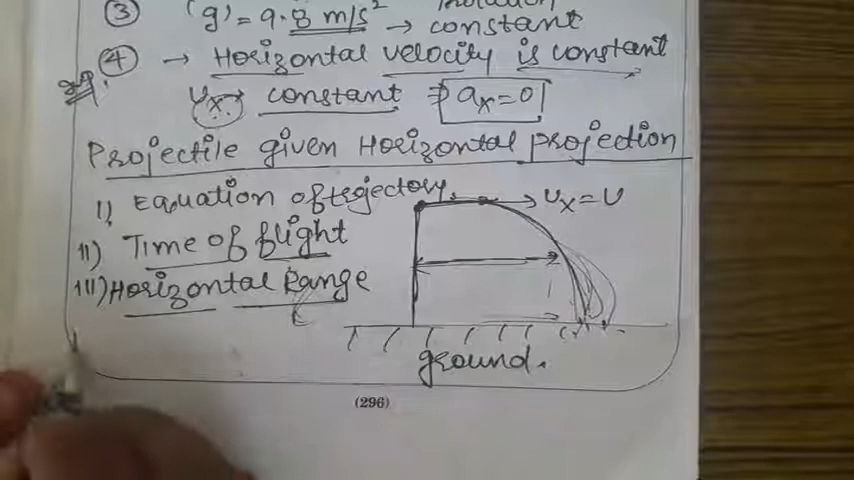 ③ (g) = 9.8 m/s² → constant
④ → Horizontal velocity is constant
Ux → constant ⇒ ax=0
Projectile given Horizontal projection
I) Equation of trejectory.
Ux = U
II) Time of flight
III) Horizontal Range
ground.
(296)